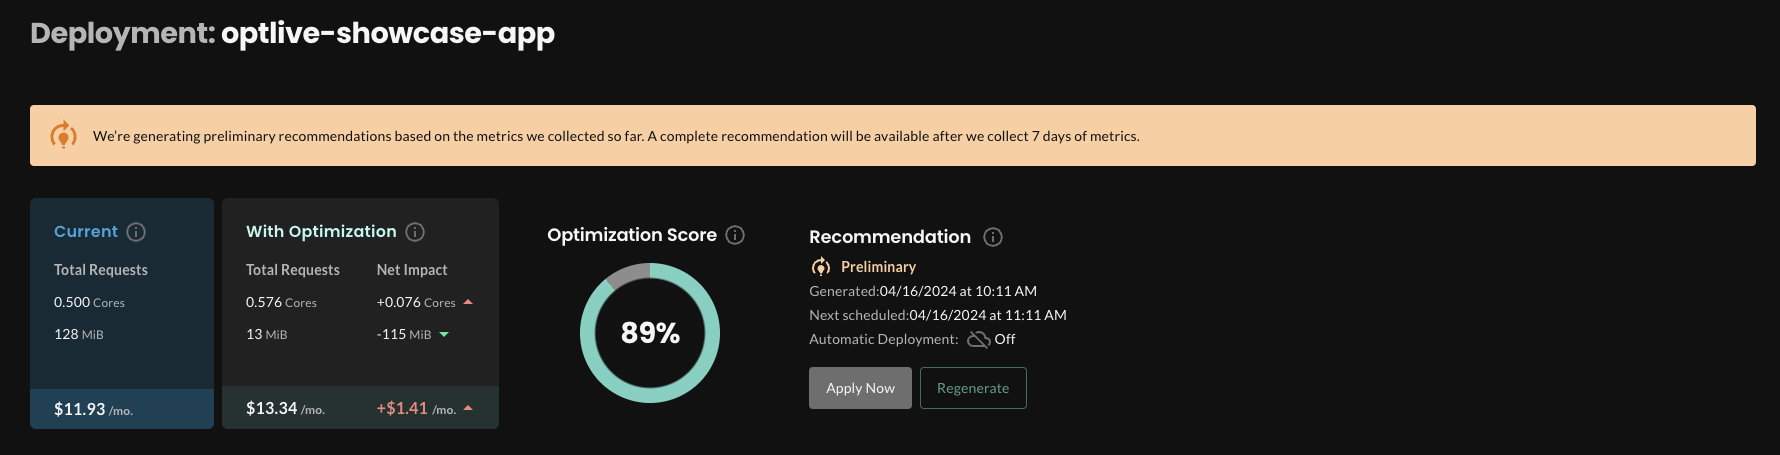 Deployment: optlive-showcase-app
We're generating preliminary recommendations based on the metrics we collected so far. A complete recommendation will be available after we collect 7 days of metrics.
Current
Total Requests
0.500 Cores
128 MiB
$11.93 /mo.
With Optimization
Total Requests Net Impact
0.576 Cores +0.076 Cores
13 MiB -115 MiB
$13.34 /mo. +$1.41 /mo.
Optimization Score
89%
Recommendation
Preliminary
Generated:04/16/2024 at 10:11 AM
Next scheduled:04/16/2024 at 11:11 AM
Automatic Deployment: Off
Apply Now Regenerate